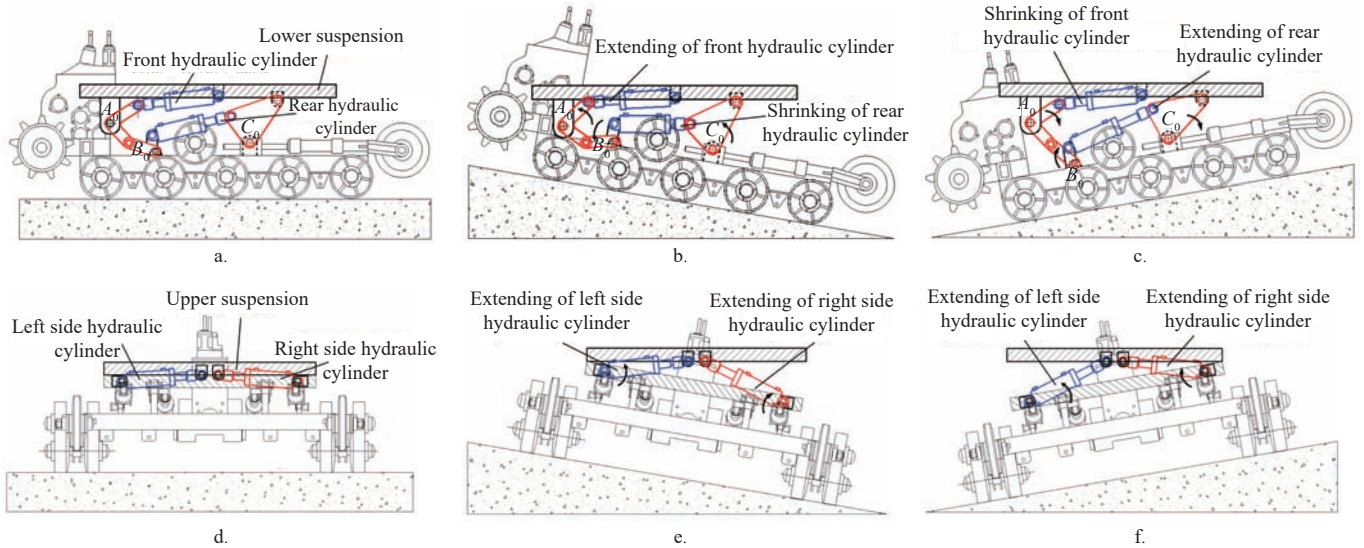 Lower suspension
Front hydraulic cylinder
Rear hydraulic
cylinder
A0
B0
C0
a.
Extending of front hydraulic cylinder
Shrinking of rear
hydraulic cylinder
A0
B0
C0
b.
Shrinking of front
hydraulic cylinder
Extending of rear
hydraulic cylinder
A0
B0
C0
c.
Upper suspension
Left side hydraulic
cylinder
Right side hydraulic
cylinder
d.
Extending of left side
hydraulic cylinder
Extending of right side
hydraulic cylinder
e.
Extending of left side
hydraulic cylinder
Extending of right side
hydraulic cylinder
f.